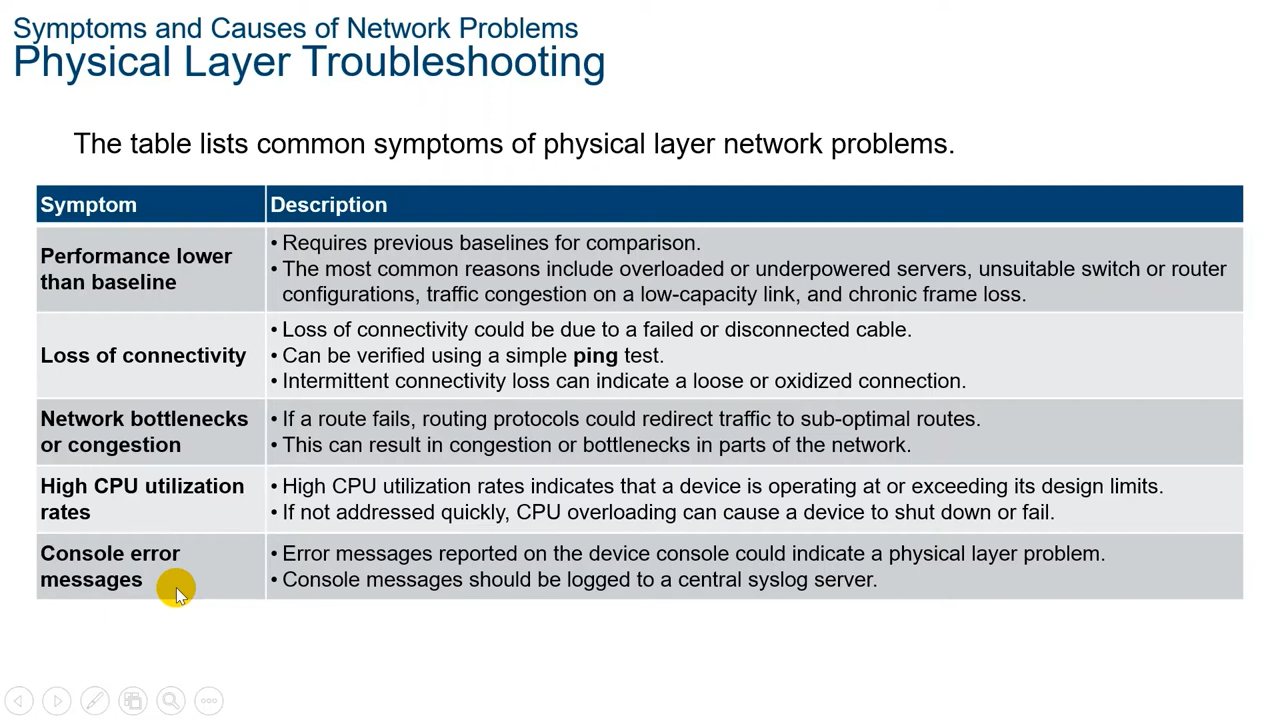 Symptoms and Causes of Network Problems
Physical Layer Troubleshooting
The table lists common symptoms of physical layer network problems.
Symptom
Description
Performance lower
than baseline
• Requires previous baselines for comparison.
• The most common reasons include overloaded or underpowered servers, unsuitable switch or router
configurations, traffic congestion on a low-capacity link, and chronic frame loss.
Loss of connectivity
• Loss of connectivity could be due to a failed or disconnected cable.
• Can be verified using a simple ping test.
• Intermittent connectivity loss can indicate a loose or oxidized connection.
Network bottlenecks
or congestion
• If a route fails, routing protocols could redirect traffic to sub-optimal routes.
• This can result in congestion or bottlenecks in parts of the network.
High CPU utilization
rates
• High CPU utilization rates indicates that a device is operating at or exceeding its design limits.
• If not addressed quickly, CPU overloading can cause a device to shut down or fail.
Console error
messages
• Error messages reported on the device console could indicate a physical layer problem.
• Console messages should be logged to a central syslog server.